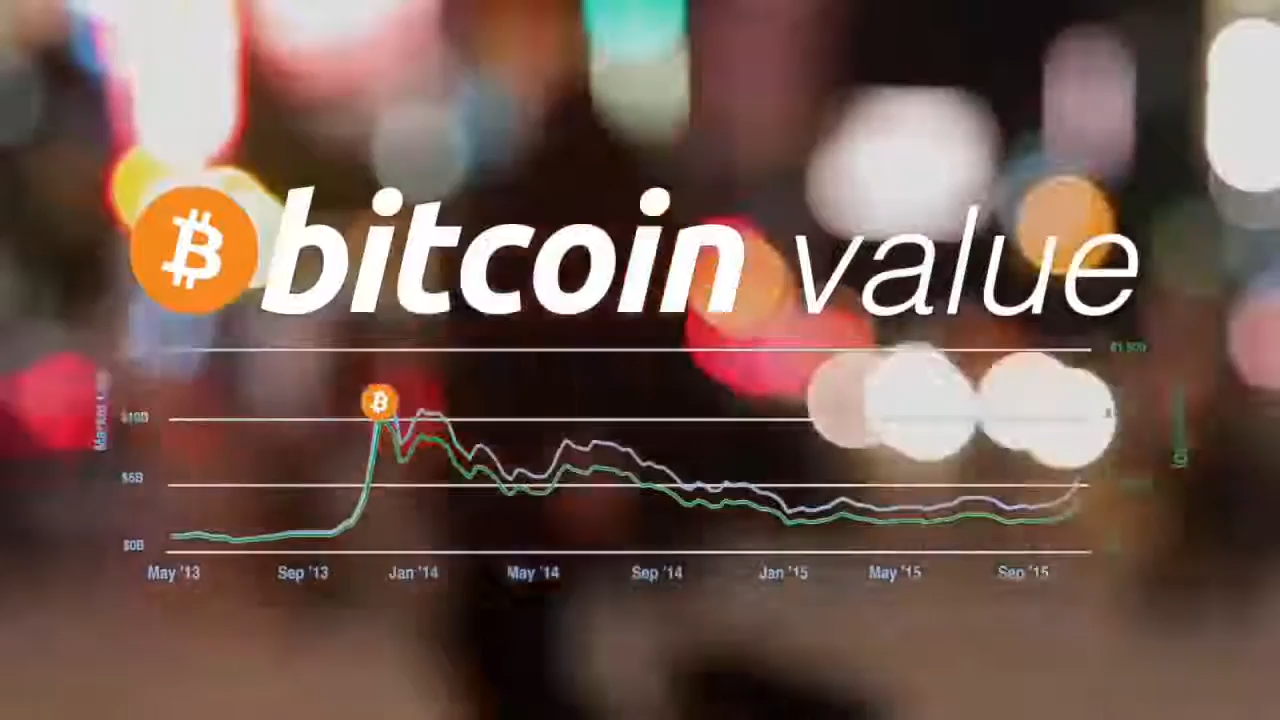 bitcoin value
$10B
$5B
$0B
May '13 Sep '13 Jan '14 May '14 Sep '14 Jan '15 May '15 Sep '15